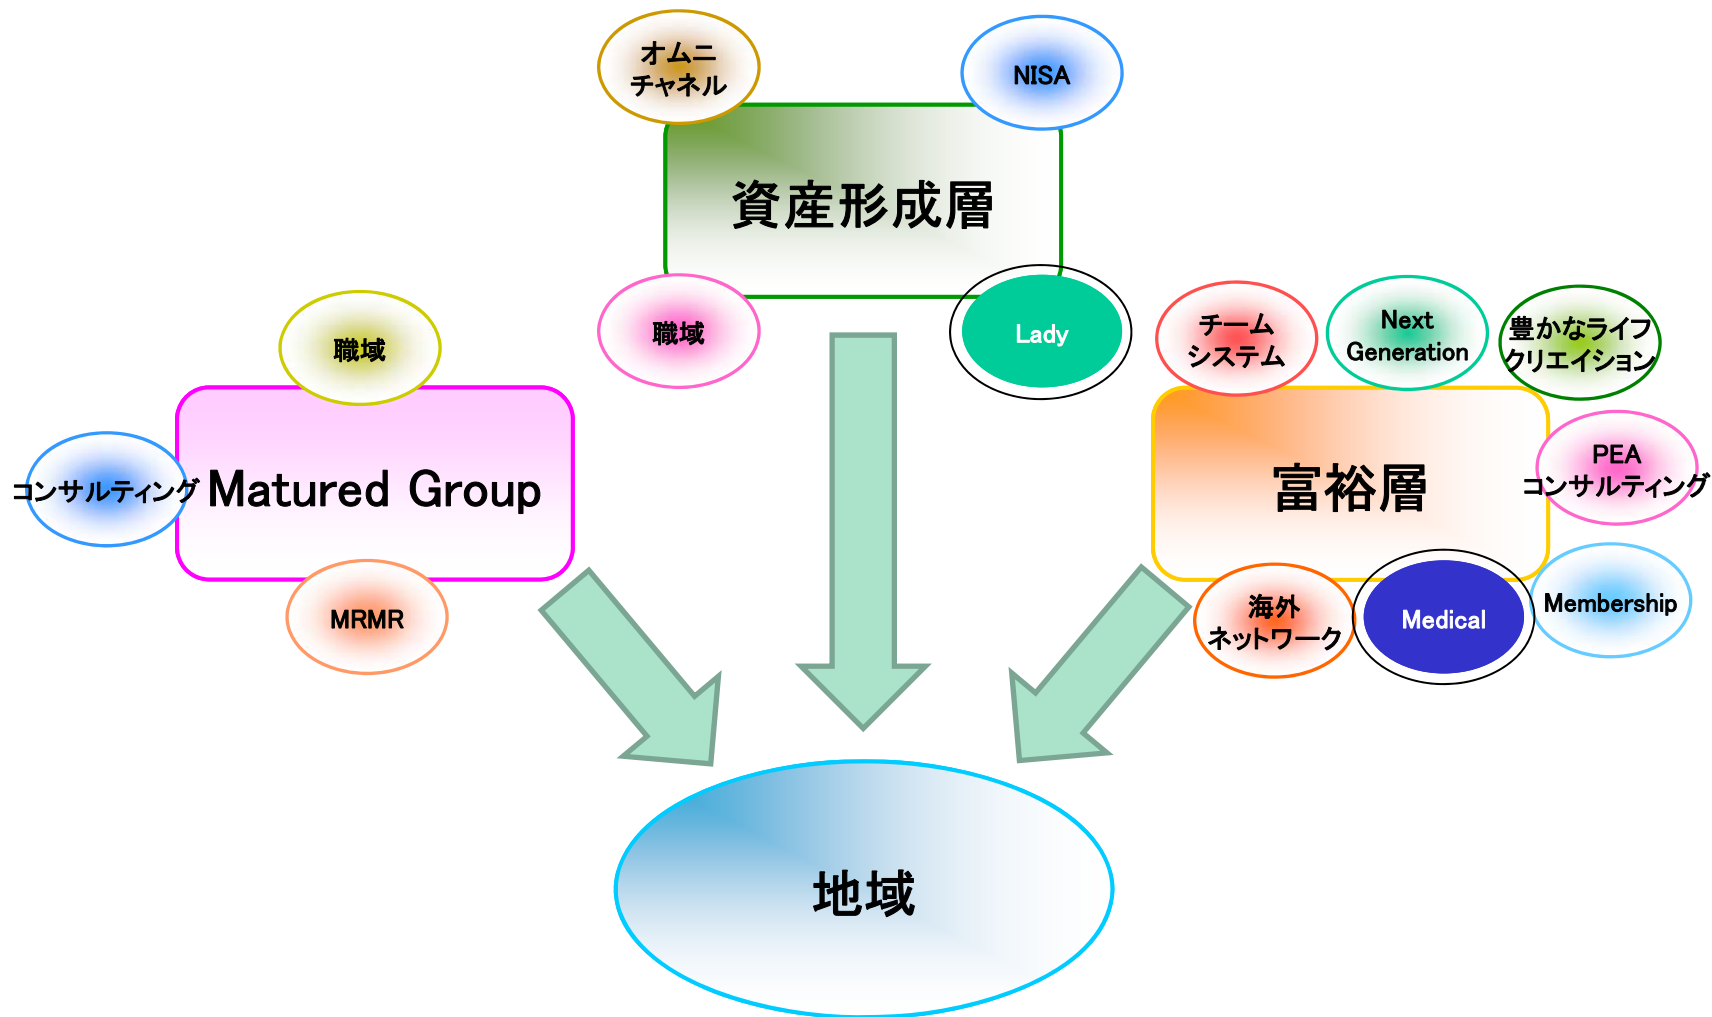 オムニ
チャネル
NISA
資産形成層
職域
Lady
職域
コンサルティング
Matured Group
MRMR
チーム
システム
Next
Generation
豊かなライフ
クリエイション
富裕層
PEA
コンサルティング
海外
ネットワーク
Medical
Membership
地域